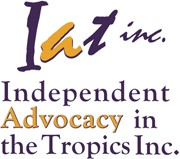 Iat inc.
Independent
Advocacy in
the Tropics Inc.